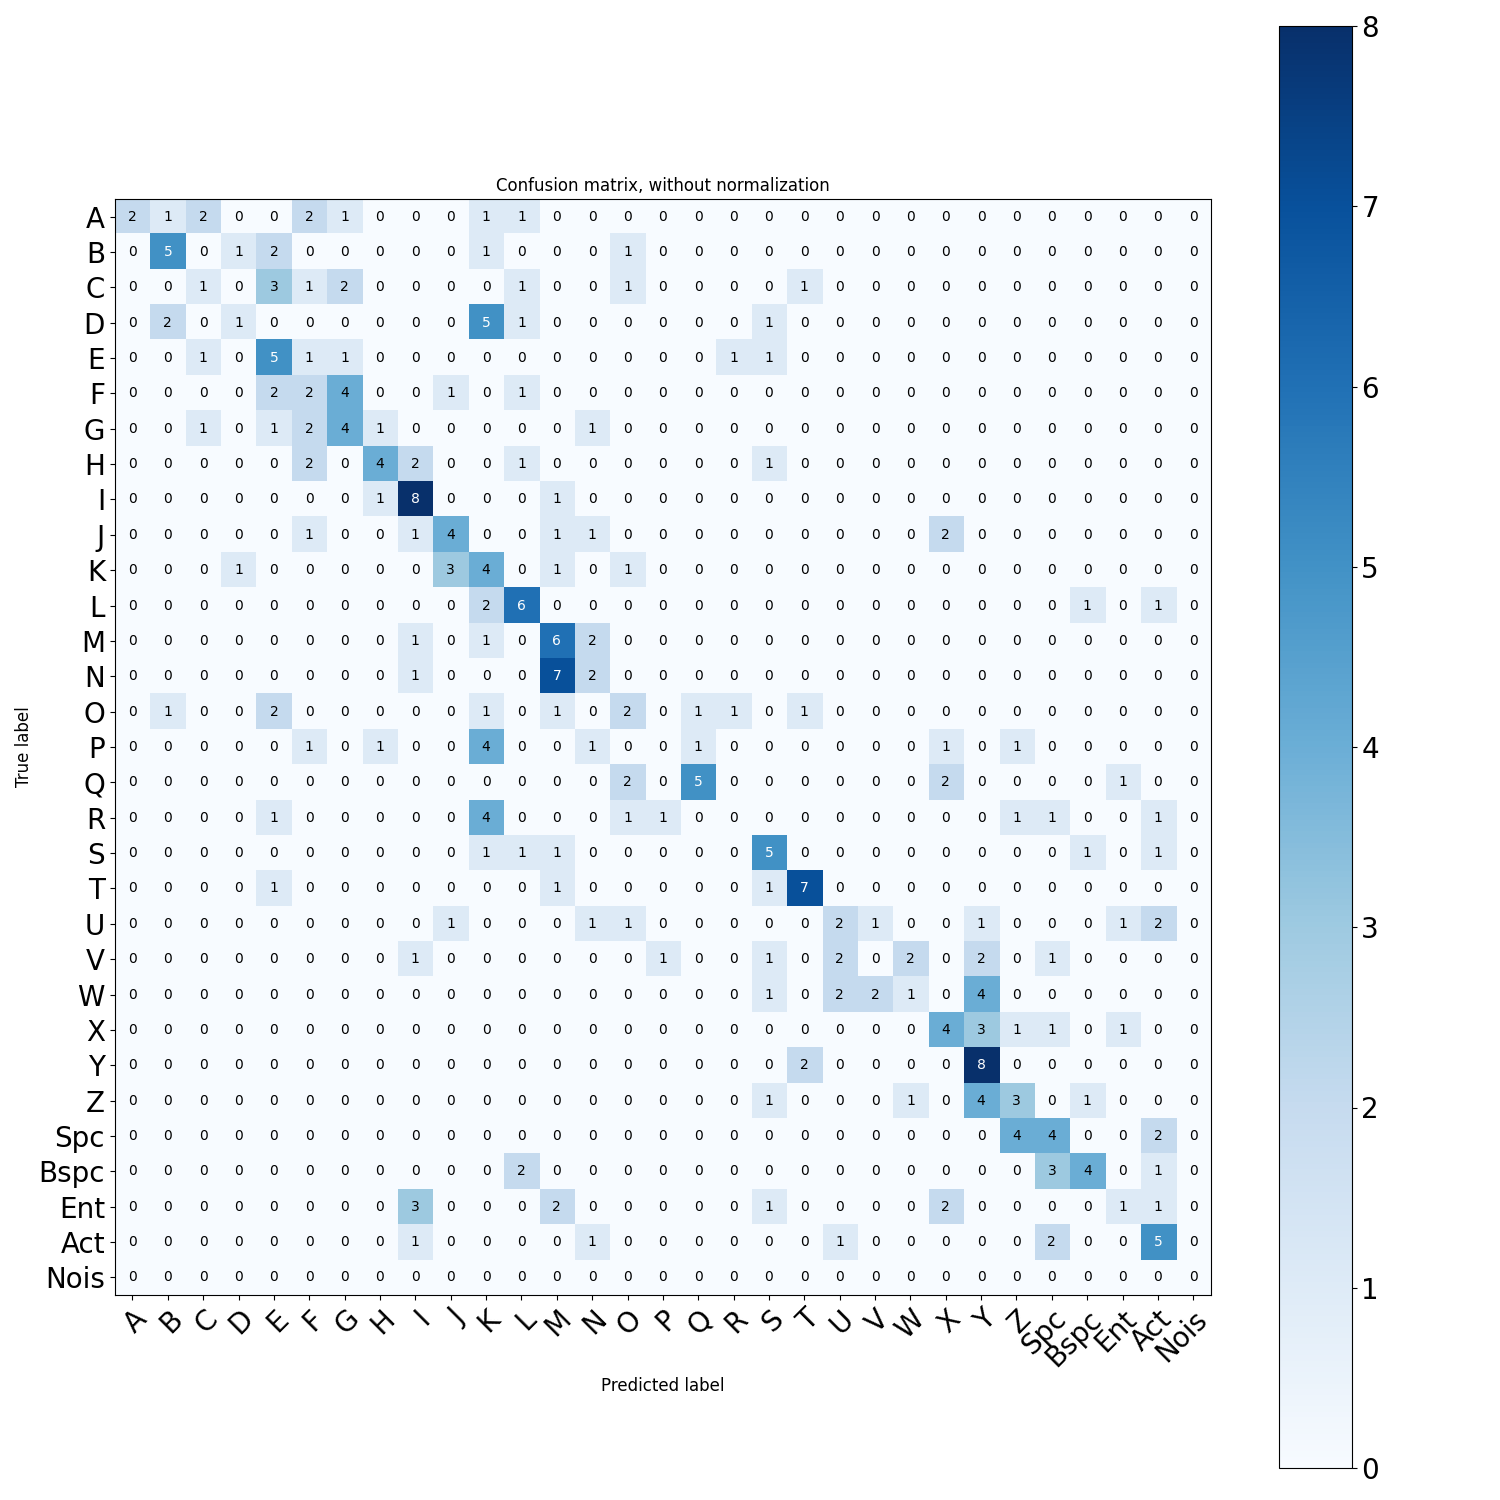 Confusion matrix, without normalization
A 2 1 2 0 0 2 1 0 0 0 1 1 0 0 0 0 0 0 0 0 0 0 0 0 0 0 0 0 0 0 0
B 0 5 0 1 2 0 0 0 0 0 1 0 0 0 1 0 0 0 0 0 0 0 0 0 0 0 0 0 0 0 0
C 0 0 1 0 3 1 2 0 0 0 0 1 0 0 1 0 0 0 0 1 0 0 0 0 0 0 0 0 0 0 0
D 0 2 0 1 0 0 0 0 0 0 5 1 0 0 0 0 0 0 1 0 0 0 0 0 0 0 0 0 0 0 0
E 0 0 1 0 5 1 1 0 0 0 0 0 0 0 0 0 0 1 1 0 0 0 0 0 0 0 0 0 0 0 0
F 0 0 0 0 2 2 4 0 0 1 0 1 0 0 0 0 0 0 0 0 0 0 0 0 0 0 0 0 0 0 0
G 0 0 1 0 1 2 4 1 0 0 0 0 0 1 0 0 0 0 0 0 0 0 0 0 0 0 0 0 0 0 0
H 0 0 0 0 0 2 0 4 2 0 0 1 0 0 0 0 0 0 1 0 0 0 0 0 0 0 0 0 0 0 0
I 0 0 0 0 0 0 0 1 8 0 0 0 1 0 0 0 0 0 0 0 0 0 0 0 0 0 0 0 0 0 0
J 0 0 0 0 0 1 0 0 1 4 0 0 1 1 0 0 0 0 0 0 0 0 0 2 0 0 0 0 0 0 0
K 0 0 0 1 0 0 0 0 0 3 4 0 1 0 1 0 0 0 0 0 0 0 0 0 0 0 0 0 0 0 0
L 0 0 0 0 0 0 0 0 0 0 2 6 0 0 0 0 0 0 0 0 0 0 0 0 0 0 0 1 0 1 0
M 0 0 0 0 0 0 0 0 1 0 1 0 6 2 0 0 0 0 0 0 0 0 0 0 0 0 0 0 0 0 0
N 0 0 0 0 0 0 0 0 1 0 0 0 7 2 0 0 0 0 0 0 0 0 0 0 0 0 0 0 0 0 0
O 0 1 0 0 2 0 0 0 0 0 1 0 1 0 2 0 1 1 0 1 0 0 0 0 0 0 0 0 0 0 0
P 0 0 0 0 0 1 0 1 0 0 4 0 0 1 0 0 1 0 0 0 0 0 0 1 0 1 0 0 0 0 0
Q 0 0 0 0 0 0 0 0 0 0 0 0 0 0 2 0 5 0 0 0 0 0 0 2 0 0 0 0 1 0 0
R 0 0 0 0 1 0 0 0 0 0 4 0 0 0 1 1 0 0 0 0 0 0 0 0 0 1 1 0 0 1 0
S 0 0 0 0 0 0 0 0 0 0 1 1 1 0 0 0 0 0 5 0 0 0 0 0 0 0 0 1 0 1 0
T 0 0 0 0 1 0 0 0 0 0 0 0 1 0 0 0 0 0 1 7 0 0 0 0 0 0 0 0 0 0 0
U 0 0 0 0 0 0 0 0 0 1 0 0 0 1 1 0 0 0 0 0 2 1 0 0 1 0 0 0 1 2 0
V 0 0 0 0 0 0 0 0 1 0 0 0 0 0 0 1 0 0 1 0 2 0 2 0 2 0 1 0 0 0 0
W 0 0 0 0 0 0 0 0 0 0 0 0 0 0 0 0 0 0 1 0 2 2 1 0 4 0 0 0 0 0 0
X 0 0 0 0 0 0 0 0 0 0 0 0 0 0 0 0 0 0 0 0 0 0 0 4 3 1 1 0 1 0 0
Y 0 0 0 0 0 0 0 0 0 0 0 0 0 0 0 0 0 0 0 2 0 0 0 0 8 0 0 0 0 0 0
Z 0 0 0 0 0 0 0 0 0 0 0 0 0 0 0 0 0 0 1 0 0 0 1 0 4 3 0 1 0 0 0
Spc 0 0 0 0 0 0 0 0 0 0 0 0 0 0 0 0 0 0 0 0 0 0 0 0 0 4 4 0 0 2 0
Bspc 0 0 0 0 0 0 0 0 0 0 0 2 0 0 0 0 0 0 0 0 0 0 0 0 0 0 3 4 0 1 0
Ent 0 0 0 0 0 0 0 0 3 0 0 0 2 0 0 0 0 0 1 0 0 0 0 2 0 0 0 0 1 1 0
Act 0 0 0 0 0 0 0 0 1 0 0 0 0 1 0 0 0 0 0 0 1 0 0 0 0 0 2 0 0 5 0
Nois 0 0 0 0 0 0 0 0 0 0 0 0 0 0 0 0 0 0 0 0 0 0 0 0 0 0 0 0 0 0 0
A B C D E F G H I J K L M N O P Q R S T U V W X Y Z Spc Bspc Ent Act Nois
Predicted label
True label
8
7
6
5
4
3
2
1
0